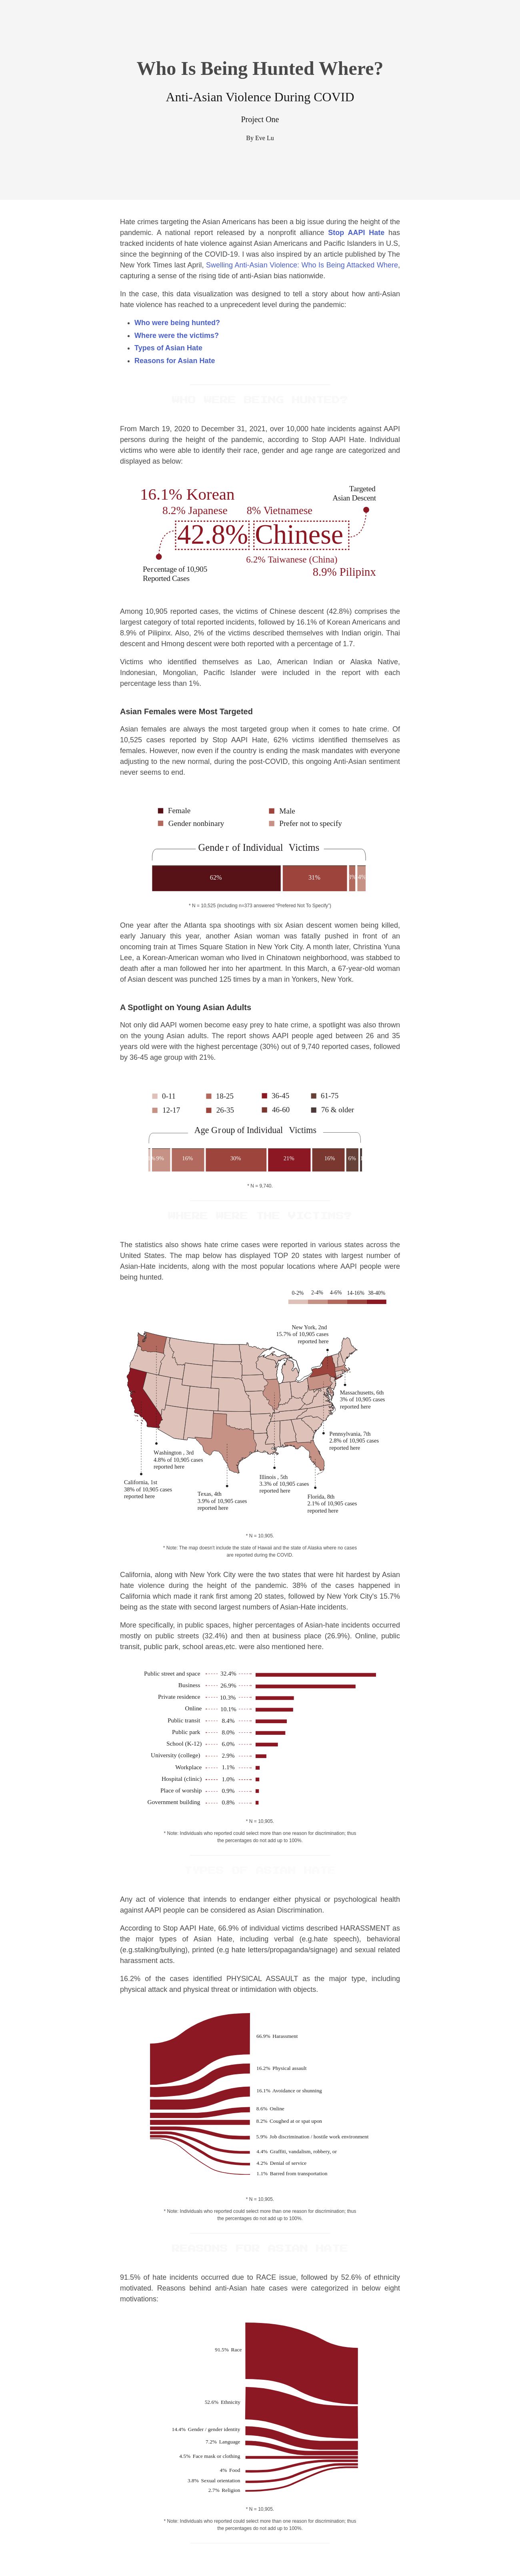 Who Is Being Hunted Where?
Anti-Asian Violence During COVID
Project One
By Eve Lu
Hate crimes targeting the Asian Americans has been a big issue during the height of the
pandemic. A national report released by a nonprofit alliance Stop AAPI Hate has
tracked incidents of hate violence against Asian Americans and Pacific Islanders in U.S,
since the beginning of the COVID-19. I was also inspired by an article published by The
New York Times last April, Swelling Anti-Asian Violence: Who Is Being Attacked Where,
capturing a sense of the rising tide of anti-Asian bias nationwide.
In the case, this data visualization was designed to tell a story about how anti-Asian
hate violence has reached to a unprecedent level during the pandemic:
• Who were being hunted?
• Where were the victims?
• Types of Asian Hate
• Reasons for Asian Hate
WHO WERE BEING HUNTED?
From March 19, 2020 to December 31, 2021, over 10,000 hate incidents against AAPI
persons during the height of the pandemic, according to Stop AAPI Hate. Individual
victims who were able to identify their race, gender and age range are categorized and
displayed as below:
Targeted
Asian Descent
16.1% Korean
8.2% Japanese 8% Vietnamese
42.8% Chinese
6.2% Taiwanese (China)
8.9% Pilipinx
Percentage of 10,905
Reported Cases
Among 10,905 reported cases, the victims of Chinese descent (42.8%) comprises the
largest category of total reported incidents, followed by 16.1% of Korean Americans and
8.9% of Pilipinx. Also, 2% of the victims described themselves with Indian origin. Thai
descent and Hmong descent were both reported with a percentage of 1.7.
Victims who identified themselves as Lao, American Indian or Alaska Native,
Indonesian, Mongolian, Pacific Islander were included in the report with each
percentage less than 1%.
Asian Females were Most Targeted
Asian females are always the most targeted group when it comes to hate crime. Of
10,525 cases reported by Stop AAPI Hate, 62% victims identified themselves as
females. However, now even if the country is ending the mask mandates with everyone
adjusting to the new normal, during the post-COVID, this ongoing Anti-Asian sentiment
never seems to end.
Female Male
Gender nonbinary Prefer not to specify
Gender of Individual Victims
62% 31%
* N = 10,525 (including n=373 answered "Prefered Not To Specify")
One year after the Atlanta spa shootings with six Asian descent women being killed,
early January this year, another Asian woman was fatally pushed in frotnt of an
oncoming train at Times Square Station in New York City. A month later, Christina Yuna
Lee, a Korean-American woman who lived in Chinatown neighborhood, was stabbed to
death after a man followed her into her apartment. In this March, a 67-year-old woman
of Asian descent was punched 125 times by a man in Yonkers, New York.
A Spotlight on Young Asian Adults
Not only did AAPI women become easy prey to hate crime, a spotlight was also thrown
on the young Asian adults. The report shows AAPI people aged between 26 and 35
years old were with the highest percentage (30%) out of 9,740 reported cases, followed
by 36-45 age group with 21%.
0-11 18-25 36-45 61-75
12-17 26-35 46-60 76 & older
Age Group of Individual Victims
9% 16% 30% 21% 16% 6%
* N = 9,740.
WHERE WERE THE VICTIMS?
The statistics also shows hate crime cases were reported in various states across the
United States. The map below has displayed TOP 20 states with largest number of
Asian-Hate incidents, along with the most popular locations where AAPI people were
being hunted.
0-2% 2-4% 4-6% 14-16% 38-40%
New York, 2nd
15.7% of 10,905 cases
reported here
Massachusetts, 6th
3% of 10,905 cases
reported here
Pennsylvania, 7th
2.8% of 10,905 cases
reported here
Washington , 3rd
4.8% of 10,905 cases
reported here
California, 1st
38% of 10,905 cases
reported here
Texas, 4th
3.9% of 10,905 cases
reported here
Illinois , 5th
3.3% of 10,905 cases
reported here
Florida, 8th
2.1% of 10,905 cases
reported here
* N = 10,905.
* Note: The map doesn't include the state of Hawaii and the state of Alaska where no cases
are reported during the COVID.
California, along with New York City were the two states that were hit hardest by Asian
hate violence during the height of the pandemic. 38% of the cases happened in
California which made it rank first among 20 states, followed by New York City's 15.7%
being as the state with second largest numbers of Asian-Hate incidents.
More specifically, in public spaces, higher percentages of Asian-hate incidents occurred
mostly on public streets (32.4%) and then at business place (26.9%). Online, public
transit, public park, school areas,etc. were also mentioned here.
Public street and space 32.4%
Business 26.9%
Private residence 10.3%
Online 10.1%
Public transit 8.4%
Public park 8.0%
School (K-12) 6.0%
University (college) 2.9%
Workplace 1.1%
Hospital (clinic) 1.0%
Place of worship 0.9%
Government building 0.8%
* N = 10,905.
* Note: Individuals who reported could select more than one reason for discrimination; thus
the percentages do not add up to 100%.
TYPES OF ASIAN HATE
Any act of violence that intends to endanger either physical or psychological health
against AAPI people can be considered as Asian Discrimination.
According to Stop AAPI Hate, 66.9% of individual victims described HARASSMENT as
the major types of Asian Hate, including verbal (e.g.hate speech), behavioral
(e.g.stalking/bullying), printed (e.g hate letters/propaganda/signage) and sexual related
harassment acts.
16.2% of the cases identified PHYSICAL ASSAULT as the major type, including
physical attack and physical threat or intimidation with objects.
66.9% Harassment
16.2% Physical assault
16.1% Avoidance or shunning
8.6% Online
8.2% Coughed at or spat upon
5.9% Job discrimination / hostile work environment
4.4% Graffiti, vandalism, robbery, or
4.2% Denial of service
1.1% Barred from transportation
* N = 10,905.
* Note: Individuals who reported could select more than one reason for discrimination; thus
the percentages do not add up to 100%.
REASONS FOR ASIAN HATE
91.5% of hate incidents occurred due to RACE issue, followed by 52.6% of ethnicity
motivated. Reasons behind anti-Asian hate cases were categorized in below eight
motivations:
91.5% Race
52.6% Ethnicity
14.4% Gender / gender identity
7.2% Language
4.5% Face mask or clothing
4% Food
3.8% Sexual orientation
2.7% Religion
* N = 10,905.
* Note: Individuals who reported could select more than one reason for discrimination; thus
the percentages do not add up to 100%.